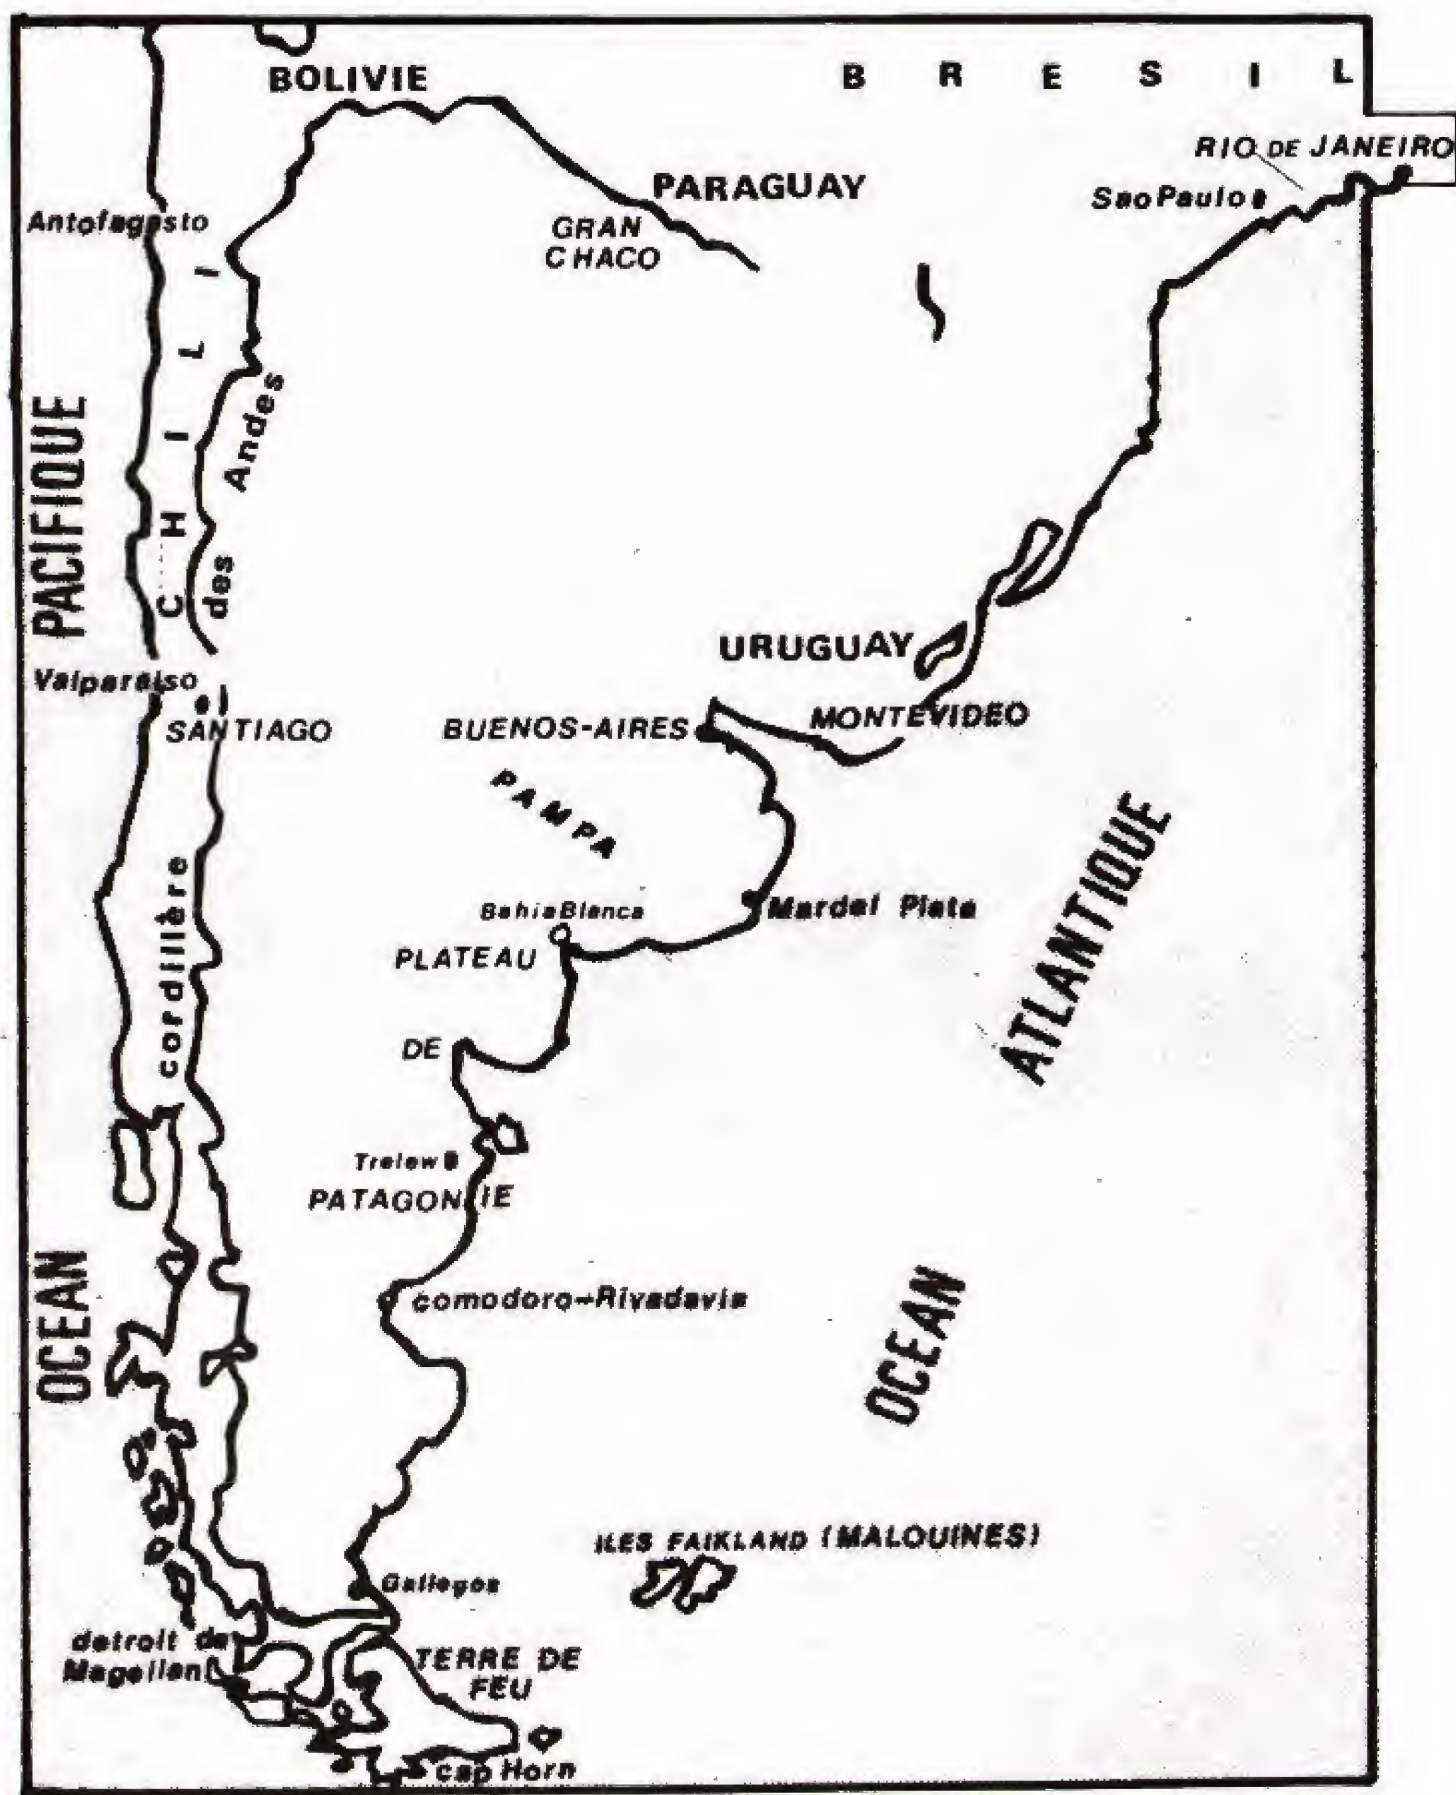 BOLIVIE
BRESIL
RIO DE JANEIRO
PARAGUAY
Sao Paulo
Antofagasto
GRAN
CHACO
CHILI
PACIFIQUE
OCEAN
cordillère des Andes
URUGUAY
Valparaiso
SANTIAGO
BUENOS-AIRES
MONTEVIDEO
PAMPA
ATLANTIQUE
OCEAN
Bahia Blanca
Mardel Plata
PLATEAU
DE
Trelew
PATAGONIE
comodoro-Rivadavia
ILES FAIKLAND (MALOUINES)
Gallegos
detroit de
Magellan
TERRE DE
FEU
cap Horn